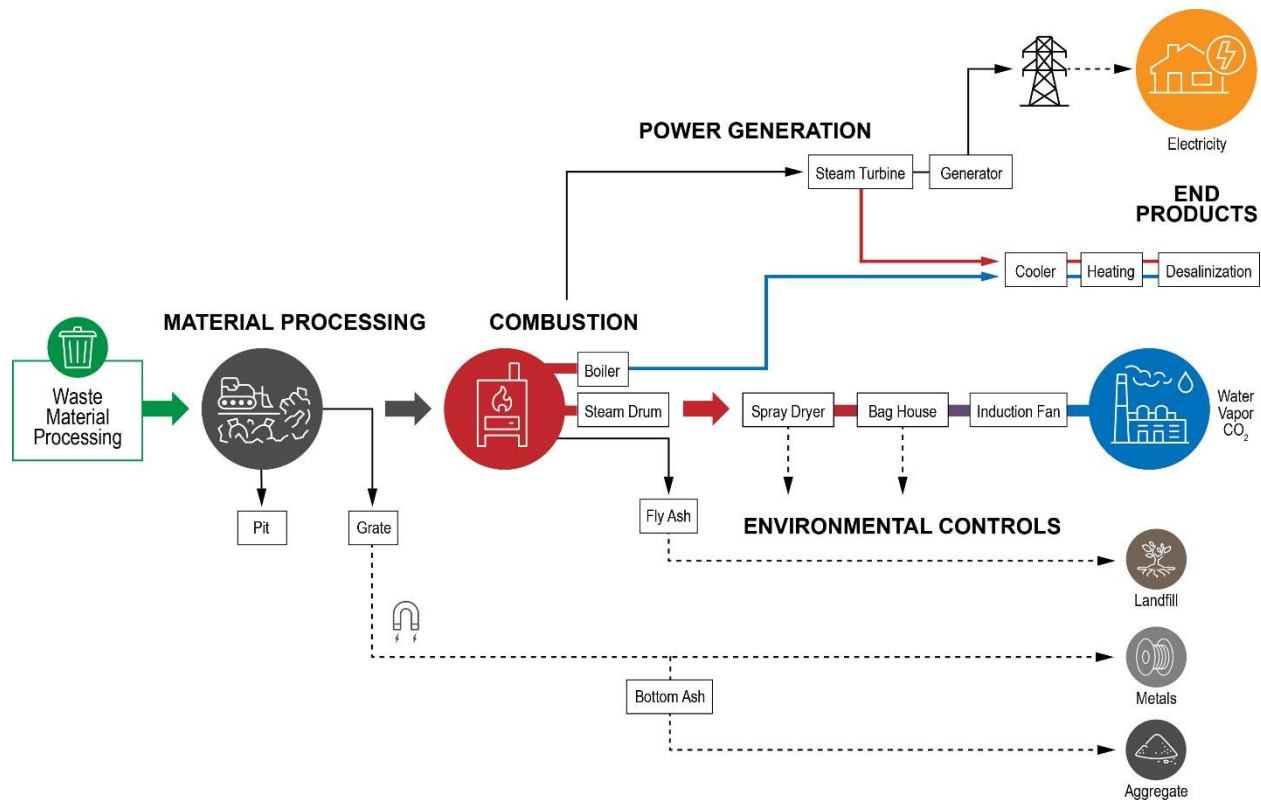 Electricity
POWER GENERATION
Steam Turbine
Generator
END
PRODUCTS
Cooler
Heating
Desalinization
MATERIAL PROCESSING
COMBUSTION
Waste
Material
Processing
Boiler
Steam Drum
Spray Dryer
Bag House
Induction Fan
Water
Vapor
CO₂
Pit
Grate
Fly Ash
ENVIRONMENTAL CONTROLS
Landfill
Bottom Ash
Metals
Aggregate